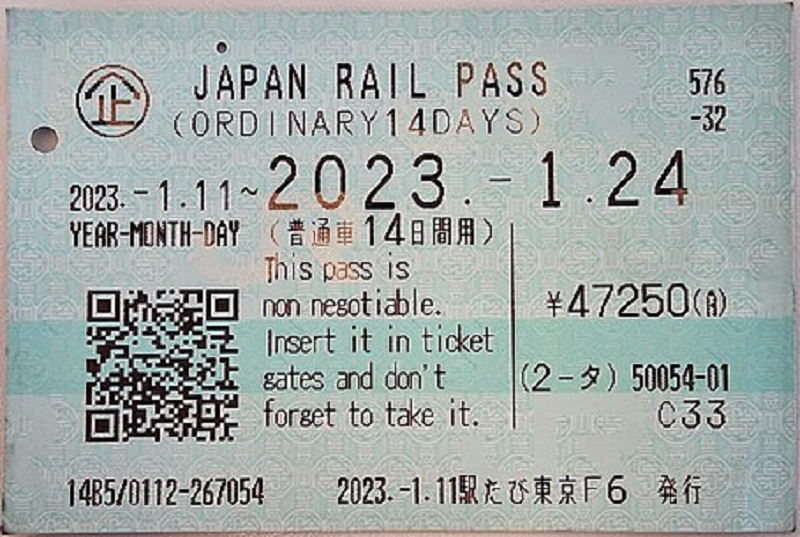 企 JAPAN RAIL PASS 576
(ORDINARY14DAYS) -32
2023.-1.11~2023.-1.24
YEAR-MONTH-DAY (普通車14日間用)
This pass is
non negotiable. ¥47250(A)
Insert it in ticket
gates and don't (2-タ) 50054-01
forget to take it. C33
14B5/0112-267054 2023.-1.11駅たび東京F6 発行